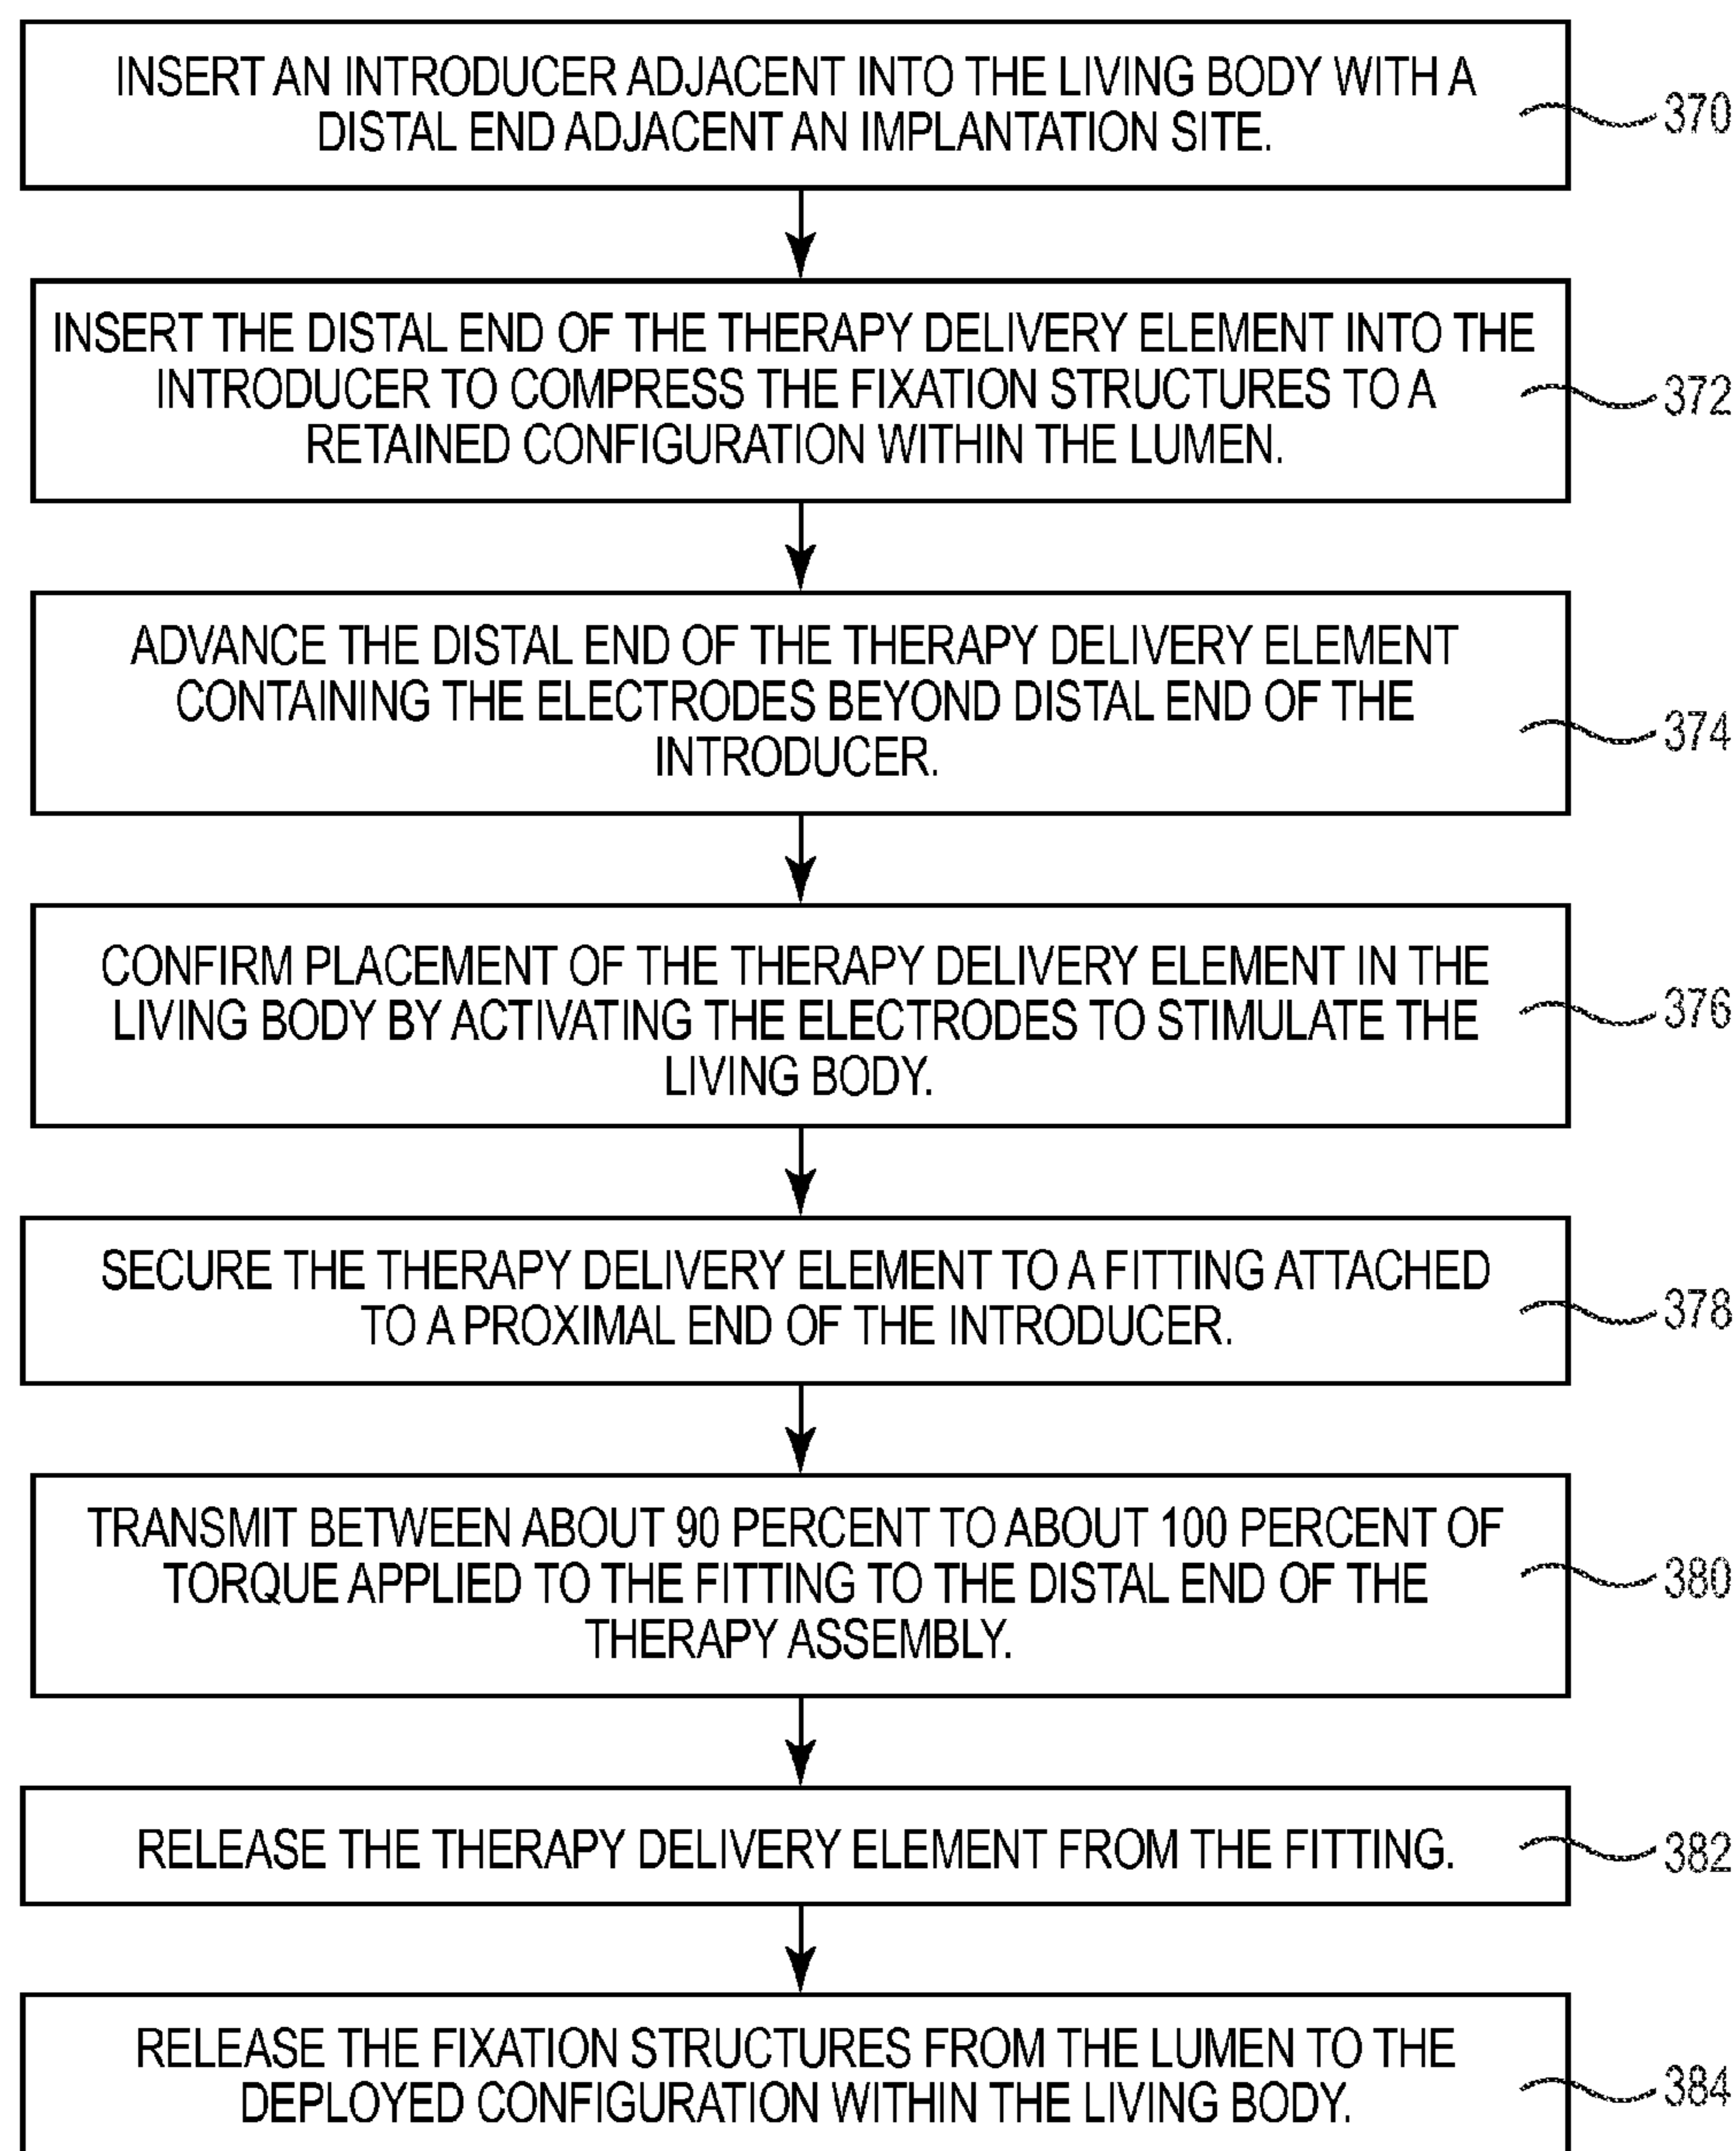 INSERT AN INTRODUCER ADJACENT INTO THE LIVING BODY WITH A
DISTAL END ADJACENT AN IMPLANTATION SITE.
370
INSERT THE DISTAL END OF THE THERAPY DELIVERY ELEMENT INTO THE
INTRODUCER TO COMPRESS THE FIXATION STRUCTURES TO A
RETAINED CONFIGURATION WITHIN THE LUMEN.
372
ADVANCE THE DISTAL END OF THE THERAPY DELIVERY ELEMENT
CONTAINING THE ELECTRODES BEYOND DISTAL END OF THE
INTRODUCER.
374
CONFIRM PLACEMENT OF THE THERAPY DELIVERY ELEMENT IN THE
LIVING BODY BY ACTIVATING THE ELECTRODES TO STIMULATE THE
LIVING BODY.
376
SECURE THE THERAPY DELIVERY ELEMENT TO A FITTING ATTACHED
TO A PROXIMAL END OF THE INTRODUCER.
378
TRANSMIT BETWEEN ABOUT 90 PERCENT TO ABOUT 100 PERCENT OF
TORQUE APPLIED TO THE FITTING TO THE DISTAL END OF THE
THERAPY ASSEMBLY.
380
RELEASE THE THERAPY DELIVERY ELEMENT FROM THE FITTING.
382
RELEASE THE FIXATION STRUCTURES FROM THE LUMEN TO THE
DEPLOYED CONFIGURATION WITHIN THE LIVING BODY.
384